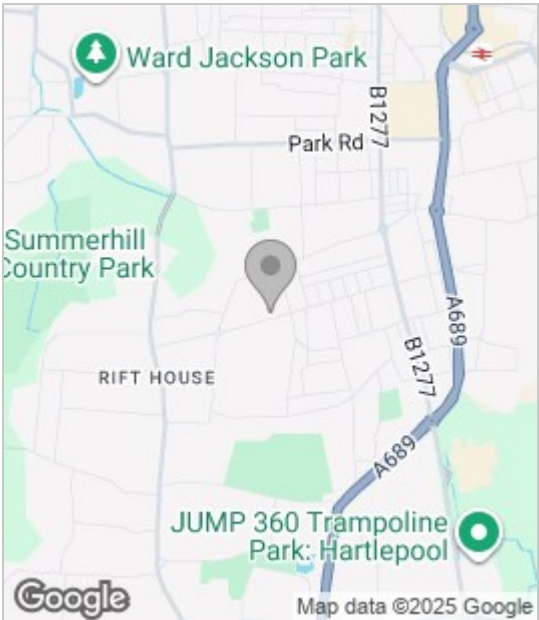 Ward Jackson Park
B1277
Park Rd
Summerhill
Country Park
A689
B1277
RIFT HOUSE
A689
JUMP 360 Trampoline
Park: Hartlepool
Google
Map data ©2025 Google